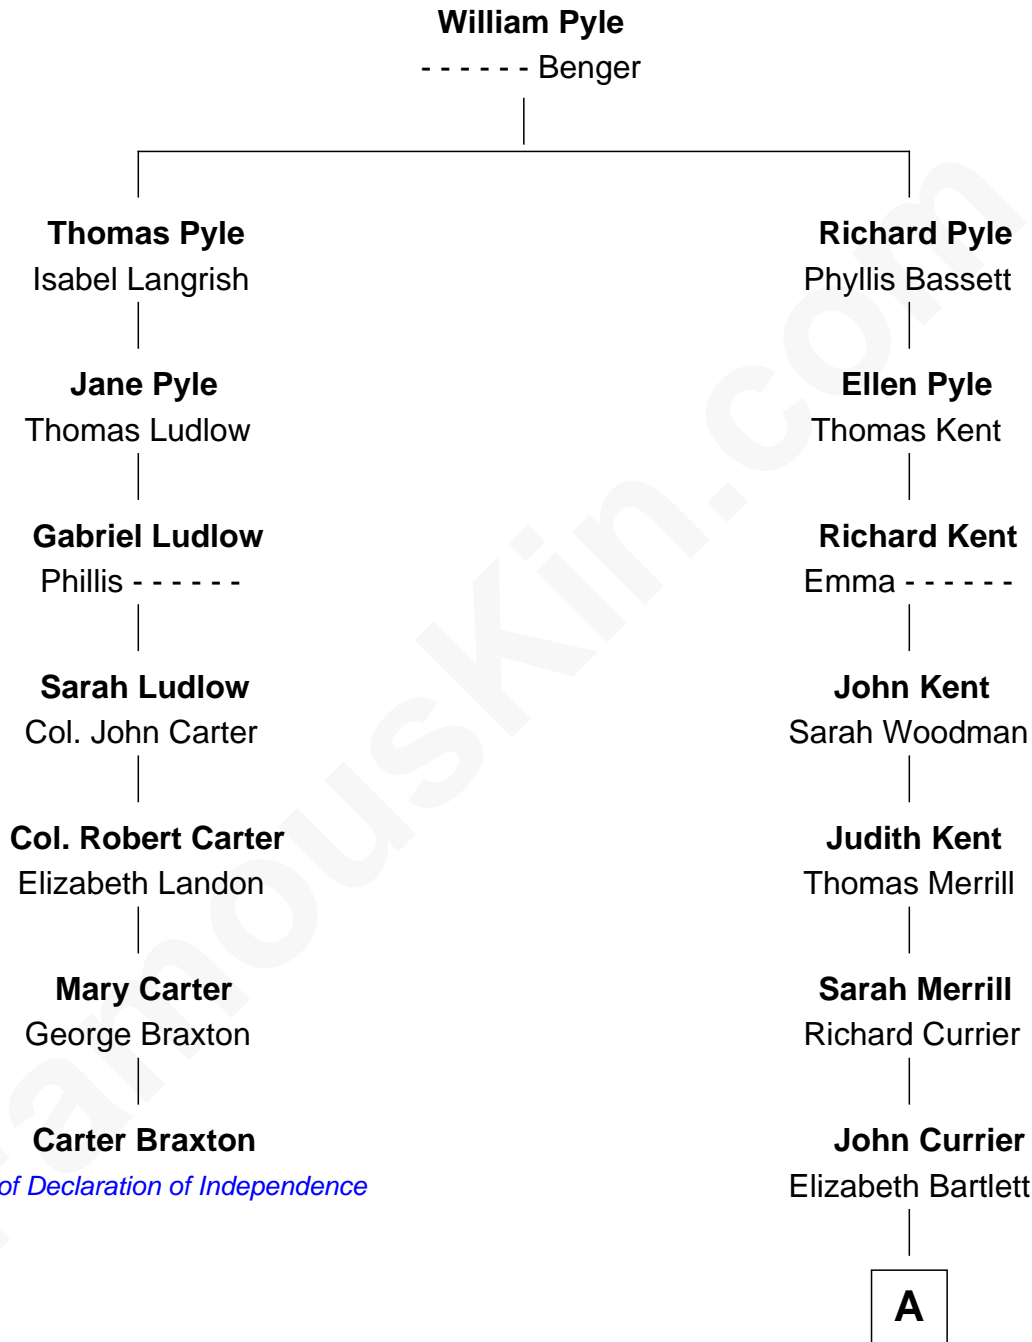 William Pyle
- - - - - - Benger
Thomas Pyle
Isabel Langrish
Richard Pyle
Phyllis Bassett
Jane Pyle
Thomas Ludlow
Ellen Pyle
Thomas Kent
Gabriel Ludlow
Phillis - - - - - -
Richard Kent
Emma - - - - - -
Sarah Ludlow
Col. John Carter
John Kent
Sarah Woodman
Col. Robert Carter
Elizabeth Landon
Judith Kent
Thomas Merrill
Mary Carter
George Braxton
Sarah Merrill
Richard Currier
Carter Braxton
of Declaration of Independence
John Currier
Elizabeth Bartlett
A
FamousKin.com